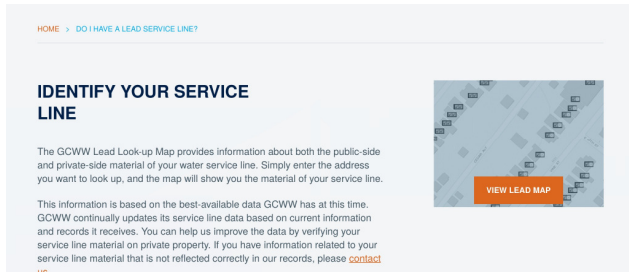 HOME > DO I HAVE A LEAD SERVICE LINE?
IDENTIFY YOUR SERVICE
LINE
The GCWW Lead Look-up Map provides information about both the public-side
and private-side material of your water service line. Simply enter the address
you want to look up, and the map will show you the material of your service line.
VIEW LEAD MAP
This information is based on the best-available data GCWW has at this time.
GCWW continually updates its service line data based on current information
and records it receives. You can help us improve the data by verifying your
service line material on private property. If you have information related to your
service line material that is not reflected correctly in our records, please contact
us